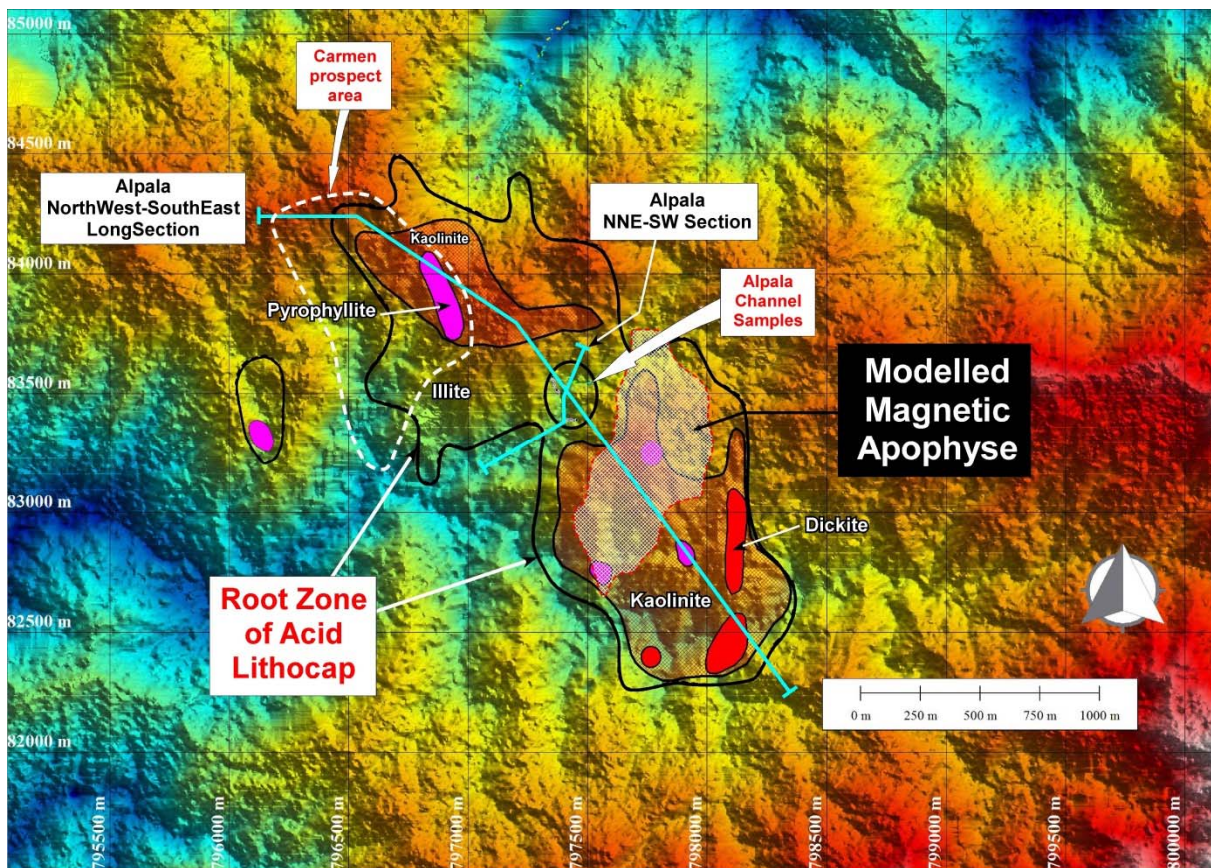 85000 m
Carmen
prospect
area
84500 m
Alpala
NorthWest-SouthEast
LongSection
Alpala
NNE-SW Section
Kaolinite
84000 m
Alpala
Channel
Samples
Pyrophyllite
83500 m
Illite
Modelled
Magnetic
Apophyse
83000 m
Dickite
Root Zone
of Acid
Lithocap
Kaolinite
82500 m
0 m 250 m 500 m 750 m 1000 m
82000 m
795500 m
796000 m
796500 m
797000 m
797500 m
798000 m
798500 m
799000 m
799500 m
800000 m